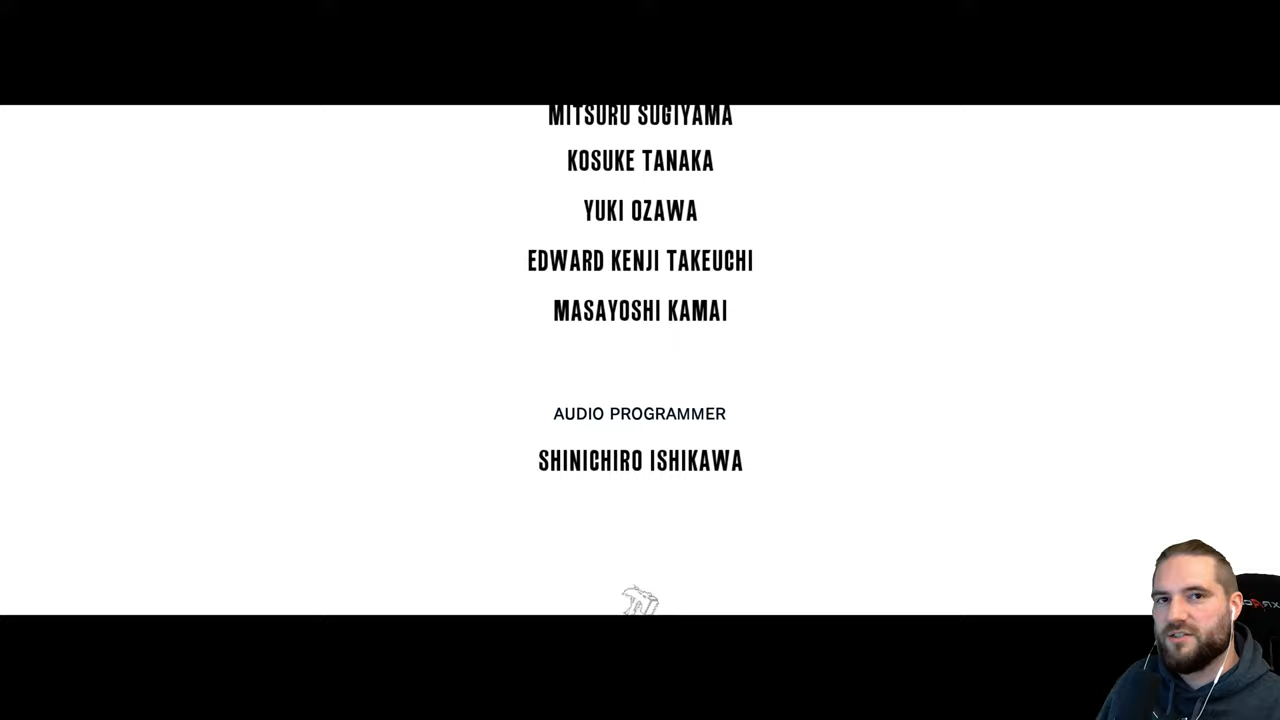 MITSURU SUGIYAMA
KOSUKE TANAKA
YUKI OZAWA
EDWARD KENJI TAKEUCHI
MASAYOSHI KAMAI
AUDIO PROGRAMMER
SHINICHIRO ISHIKAWA